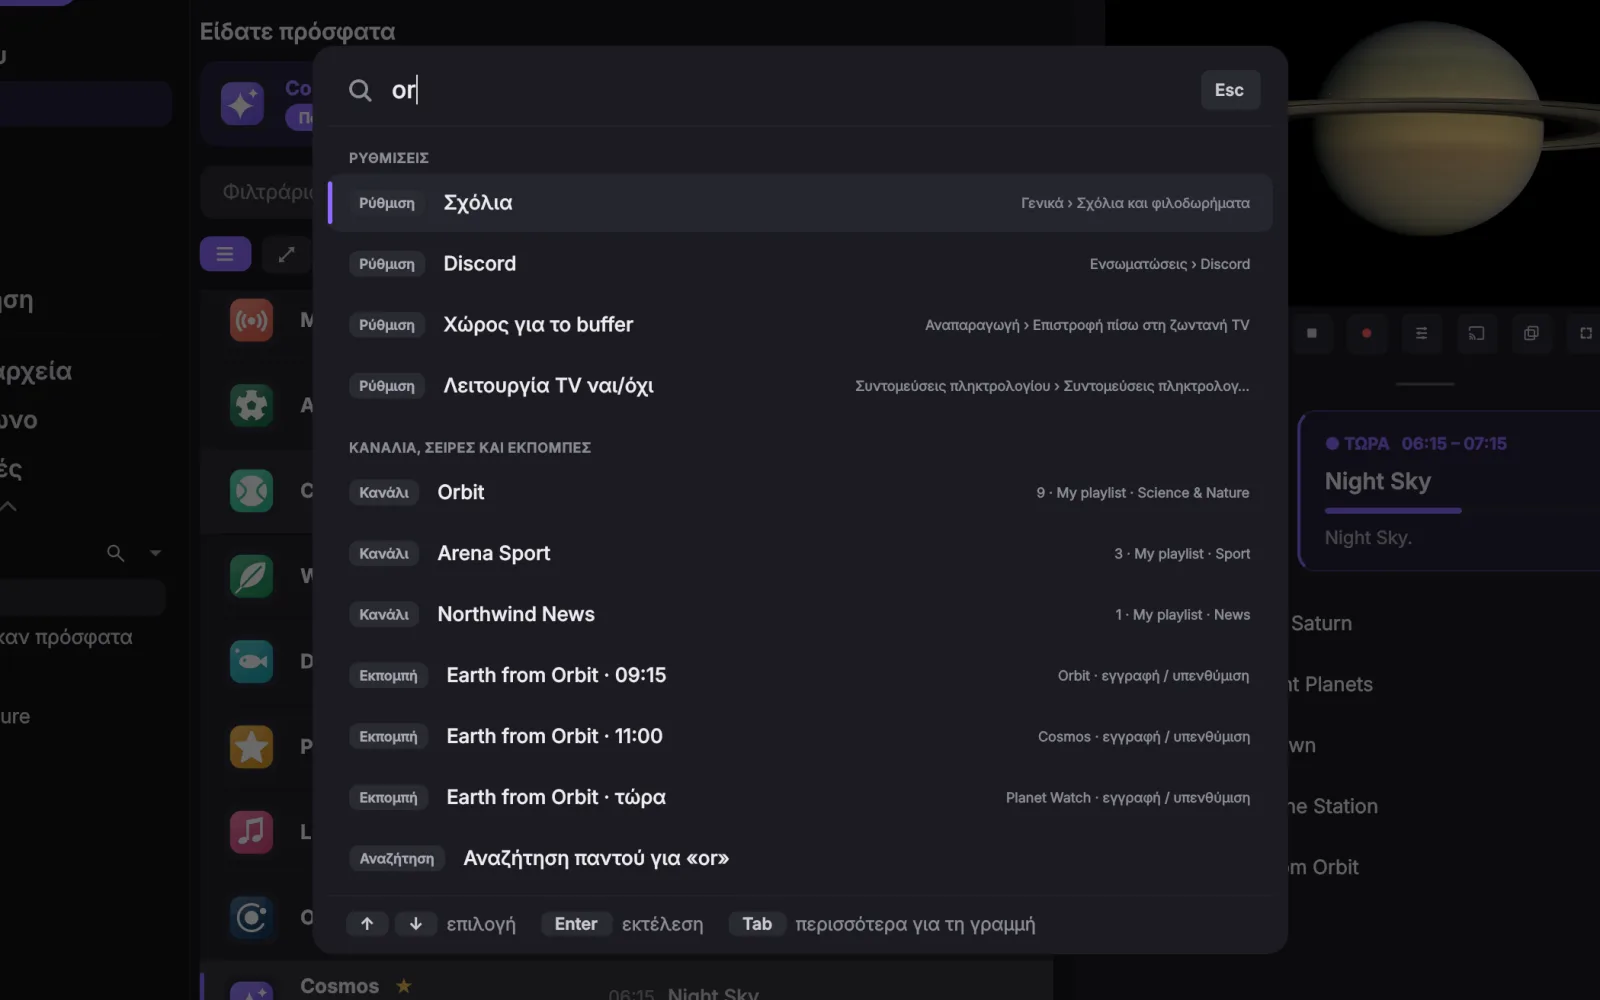 Είδατε πρόσφατα
or
Esc
ΡΥΘΜΙΣΕΙΣ
Ρύθμιση Σχόλια Γενικά › Σχόλια και φιλοδωρήματα
Ρύθμιση Discord Ενσωματώσεις › Discord
Ρύθμιση Χώρος για το buffer Αναπαραγωγή › Επιστροφή πίσω στη ζωντανή TV
Ρύθμιση Λειτουργία TV ναι/όχι Συντομεύσεις πληκτρολογίου › Συντομεύσεις πληκτρολογ...
ΚΑΝΑΛΙΑ, ΣΕΙΡΕΣ ΚΑΙ ΕΚΠΟΜΠΕΣ
Κανάλι Orbit 9 · My playlist · Science & Nature
Κανάλι Arena Sport 3 · My playlist · Sport
Κανάλι Northwind News 1 · My playlist · News
Εκπομπή Earth from Orbit · 09:15 Orbit · εγγραφή / υπενθύμιση
Εκπομπή Earth from Orbit · 11:00 Cosmos · εγγραφή / υπενθύμιση
Εκπομπή Earth from Orbit · τώρα Planet Watch · εγγραφή / υπενθύμιση
Αναζήτηση Αναζήτηση παντού για «or»
↑ ↓ επιλογή Enter εκτέλεση Tab περισσότερα για τη γραμμή
Cosmos
06:15 Night Sky
ΤΩΡΑ 06:15 – 07:15
Night Sky
Night Sky.
Saturn
Planets
Station
Orbit
πρόσφατα